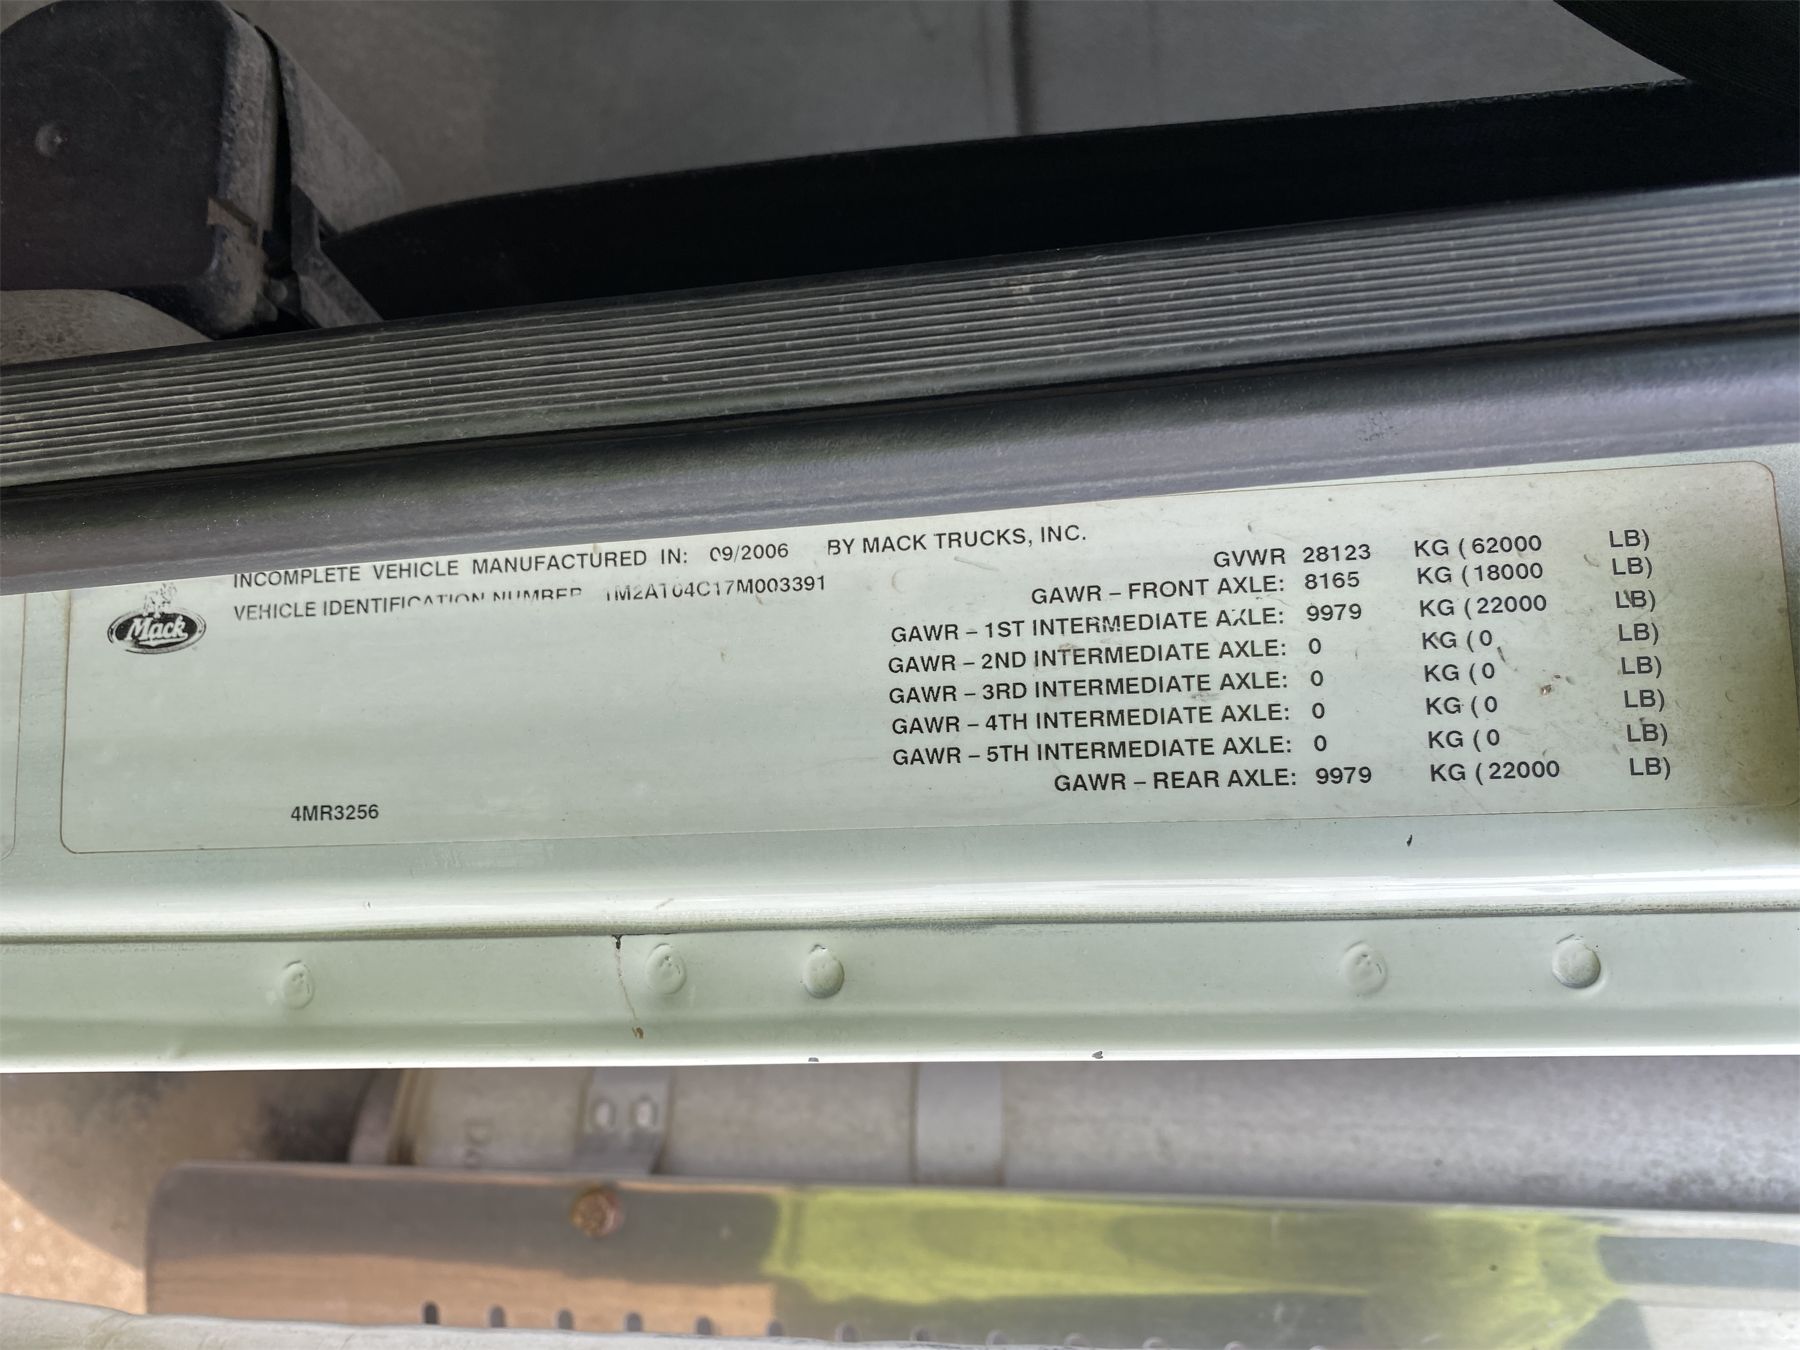 INCOMPLETE VEHICLE MANUFACTURED IN: 09/2006 BY MACK TRUCKS, INC.
VEHICLE IDENTIFICATION NUMBER 1M2AT04C17M003391
Mack
GVWR 28123 KG (62000 LB)
GAWR – FRONT AXLE: 8165 KG (18000 LB)
GAWR – 1ST INTERMEDIATE AXLE: 9979 KG (22000 LB)
GAWR – 2ND INTERMEDIATE AXLE: 0 KG (0 LB)
GAWR – 3RD INTERMEDIATE AXLE: 0 KG (0 LB)
GAWR – 4TH INTERMEDIATE AXLE: 0 KG (0 LB)
GAWR – 5TH INTERMEDIATE AXLE: 0 KG (0 LB)
GAWR – REAR AXLE: 9979 KG (22000 LB)
4MR3256